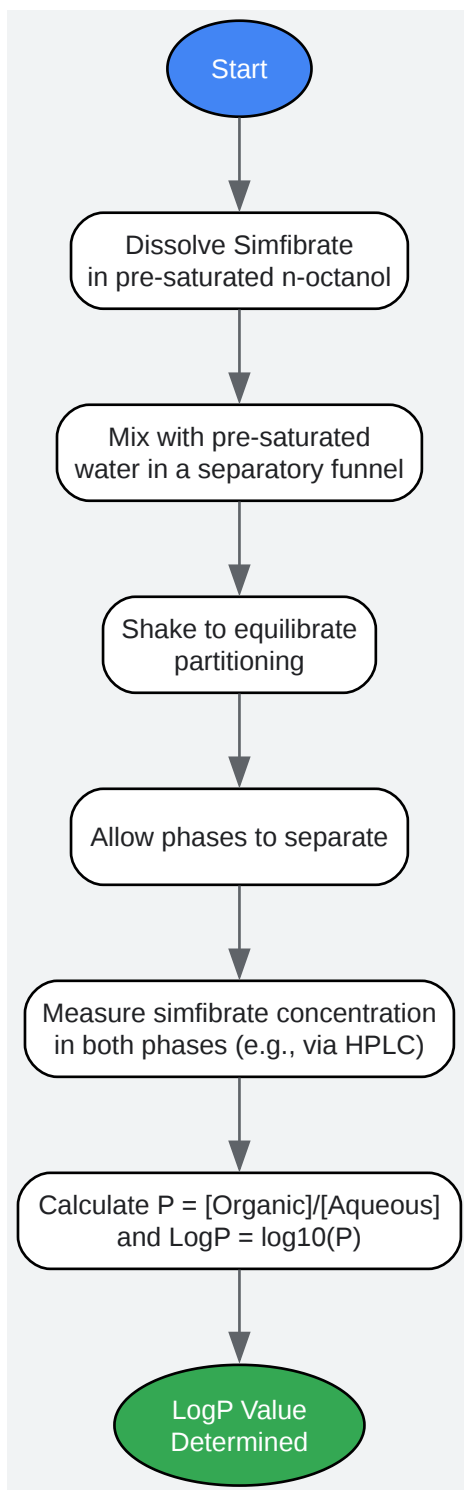 Start
Dissolve Simfibrate
in pre-saturated n-octanol
Mix with pre-saturated
water in a separatory funnel
Shake to equilibrate
partitioning
Allow phases to separate
Measure simfibrate concentration
in both phases (e.g., via HPLC)
Calculate P = [Organic]/[Aqueous]
and LogP = log10(P)
LogP Value
Determined